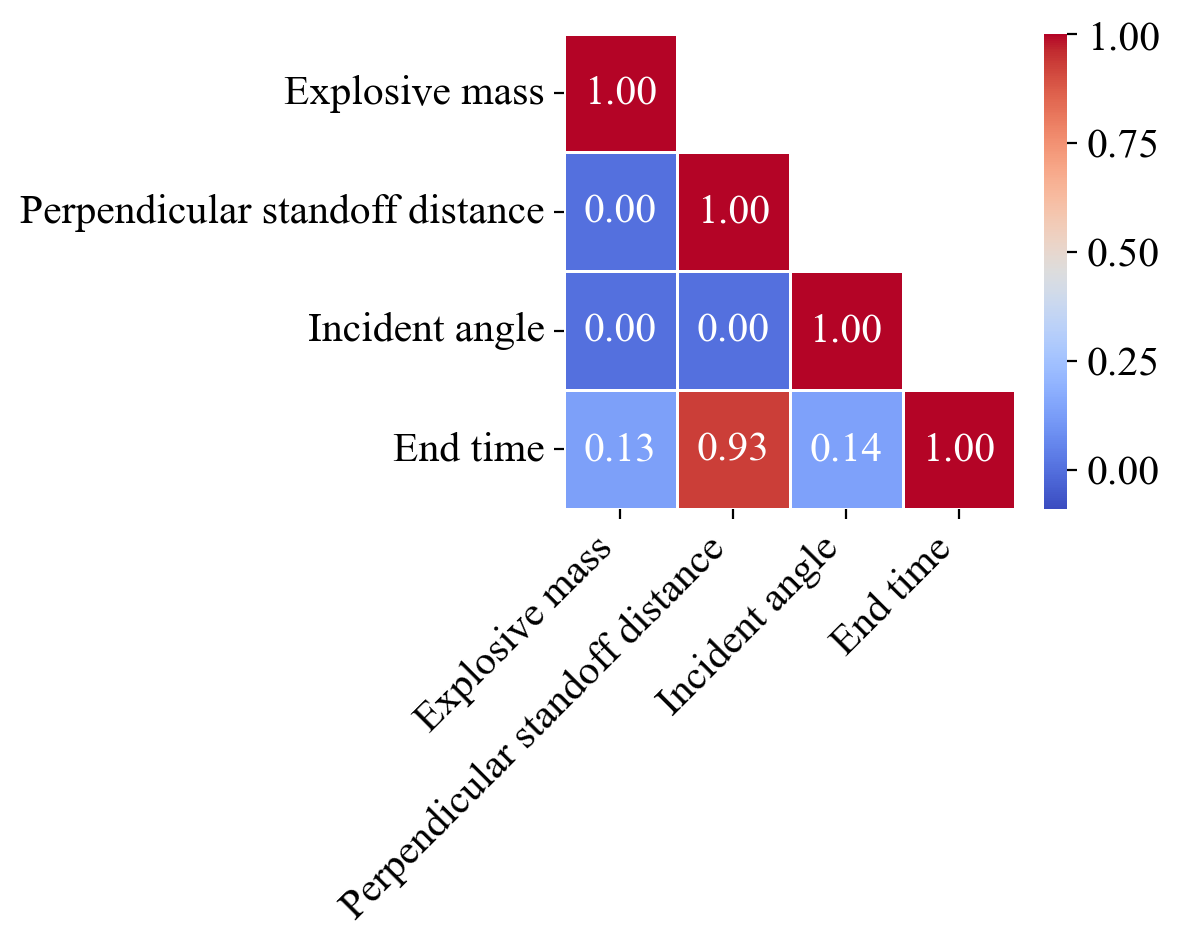 Explosive mass 1.00
Perpendicular standoff distance 0.00 1.00
Incident angle 0.00 0.00 1.00
End time 0.13 0.93 0.14 1.00
Explosive mass
Perpendicular standoff distance
Incident angle
End time
1.00
0.75
0.50
0.25
0.00